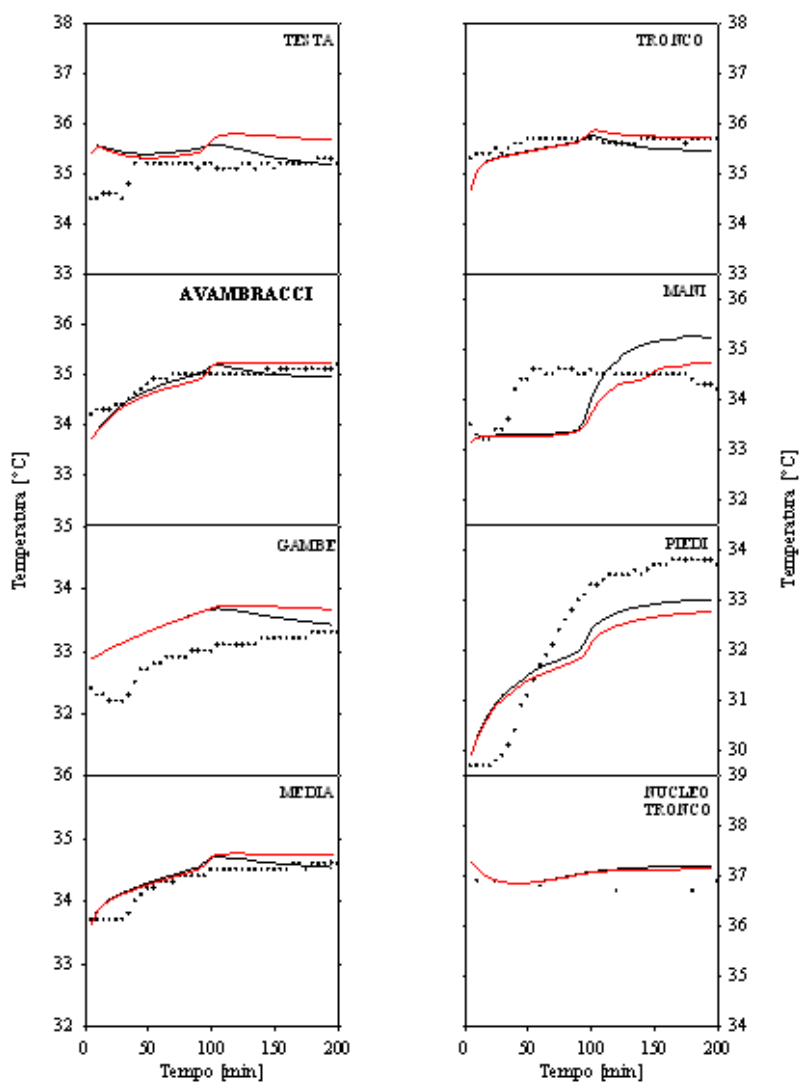 38
37
36
35
34
33
TESTA
TRONCO
38
37
36
35
34
33
36
35
34
33
35
AVAMBRACCI
MANI
36
35
34
33
32
Temperatura [°C]
Temperatura [°C]
GAMBE
34
33
32
36
PIEDI
34
33
32
31
30
39
MEDIA
35
34
33
32
NUCLEO
TRONCO
38
37
36
35
34
0 50 100 150 200
Tempo [min]
0 50 100 150 200
Tempo [min]